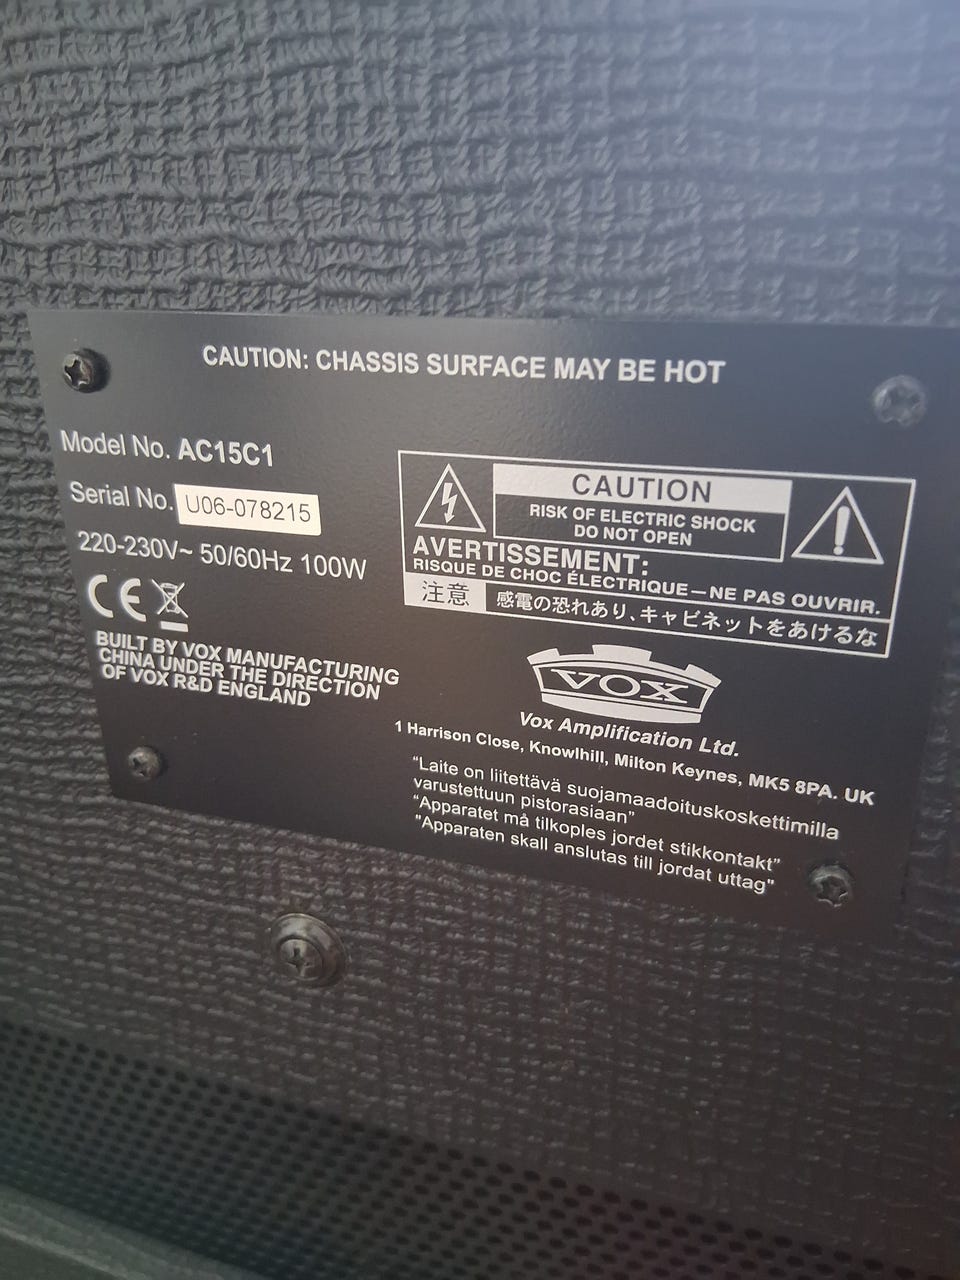 CAUTION: CHASSIS SURFACE MAY BE HOT
Model No. AC15C1
Serial No. U06-078215
220-230V~ 50/60Hz 100W
CE
BUILT BY VOX MANUFACTURING
CHINA UNDER THE DIRECTION
OF VOX R&D ENGLAND
CAUTION
RISK OF ELECTRIC SHOCK
DO NOT OPEN
AVERTISSEMENT:
RISQUE DE CHOC ÉLECTRIQUE—NE PAS OUVRIR.
注意 感電の恐れあり、キャビネットをあけるな
VOX
Vox Amplification Ltd.
1 Harrison Close, Knowlhill, Milton Keynes, MK5 8PA. UK
“Laite on liitettävä suojamaadoituskoskettimilla
varustettuun pistorasiaan”
“Apparatet må tilkoples jordet stikkontakt”
"Apparaten skall anslutas till jordat uttag"